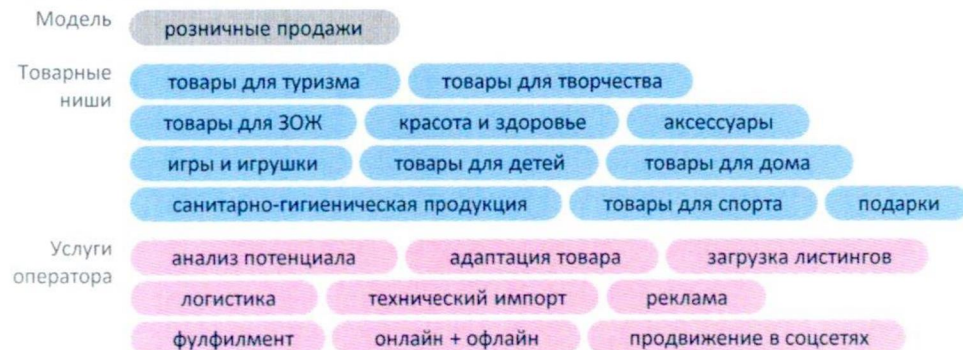 Модель розничные продажи
Товарные ниши товары для туризма товары для творчества
товары для ЗОЖ красота и здоровье аксессуары
игры и игрушки товары для детей товары для дома
санитарно-гигиеническая продукция товары для спорта подарки
Услуги оператора анализ потенциала адаптация товара загрузка листингов
логистика технический импорт реклама
фулфилмент онлайн + офлайн продвижение в соцсетях